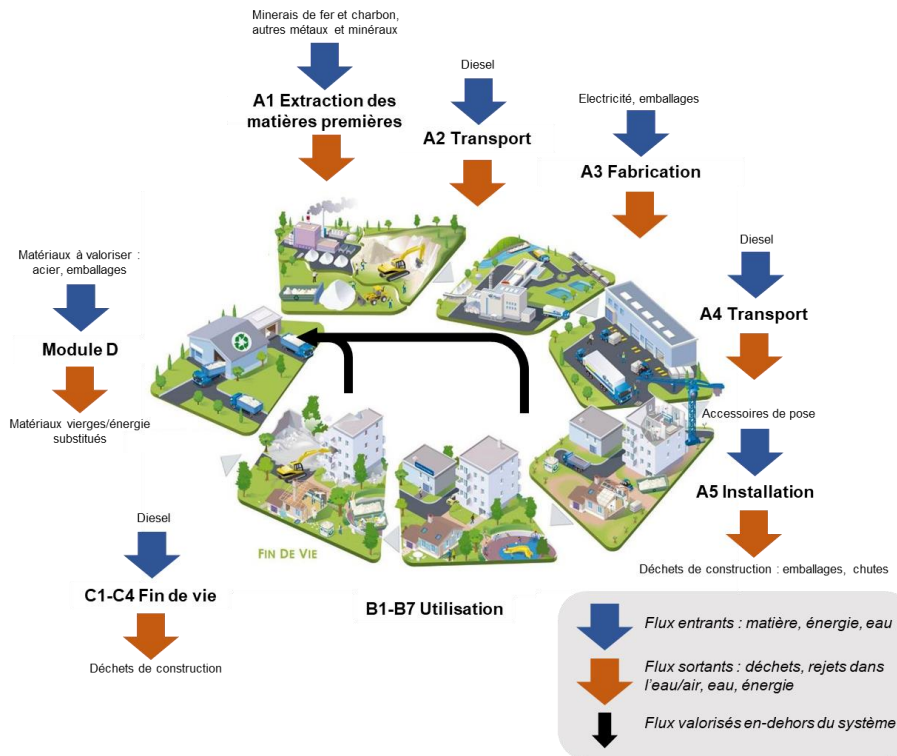 Minerais de fer et charbon,
autres métaux et minéraux
A1 Extraction des
matières premières
Diesel
A2 Transport
Electricité, emballages
A3 Fabrication
Matériaux à valoriser :
acier, emballages
Module D
Matériaux vierges/énergie
substitués
Diesel
A4 Transport
Accessoires de pose
A5 Installation
Déchets de construction : emballages, chutes
FIN DE VIE
Diesel
C1-C4 Fin de vie
Déchets de construction
B1-B7 Utilisation
Flux entrants : matière, énergie, eau
Flux sortants : déchets, rejets dans
l'eau/air, eau, énergie
Flux valorisés en-dehors du système